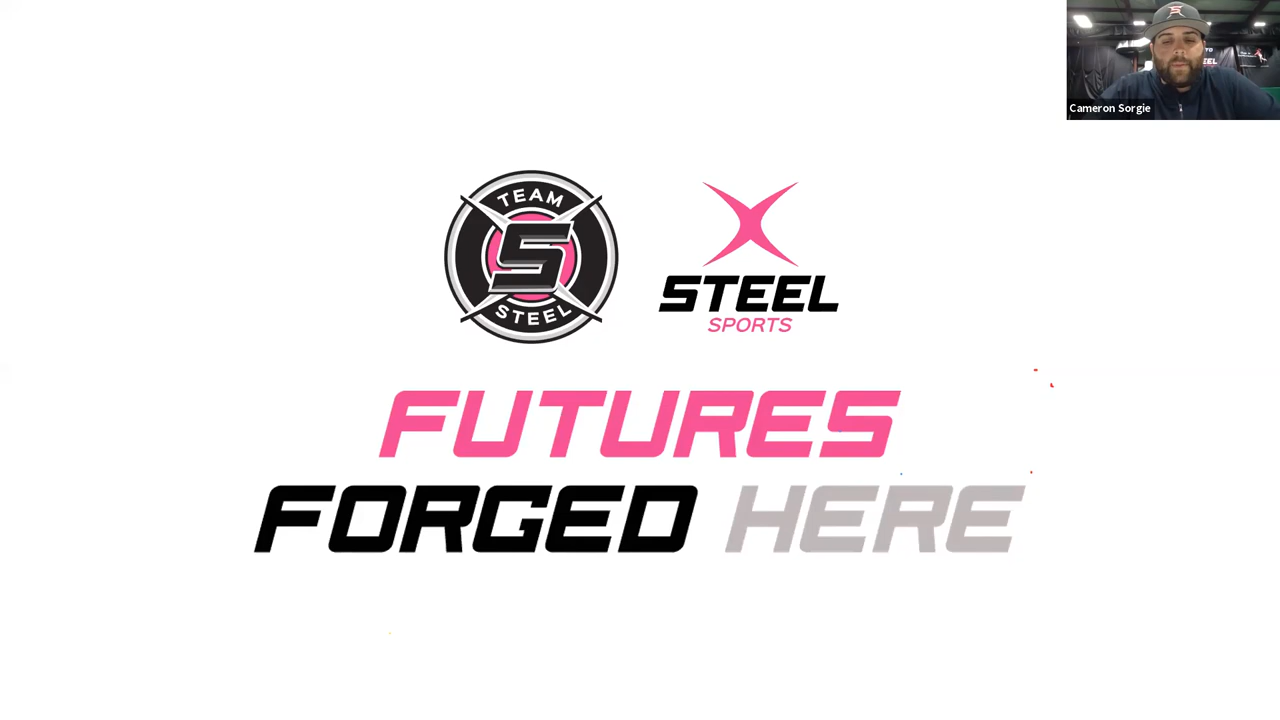 Cameron Sorgie
TEAM
S
STEEL
STEEL
SPORTS
FUTURES
FORGED HERE